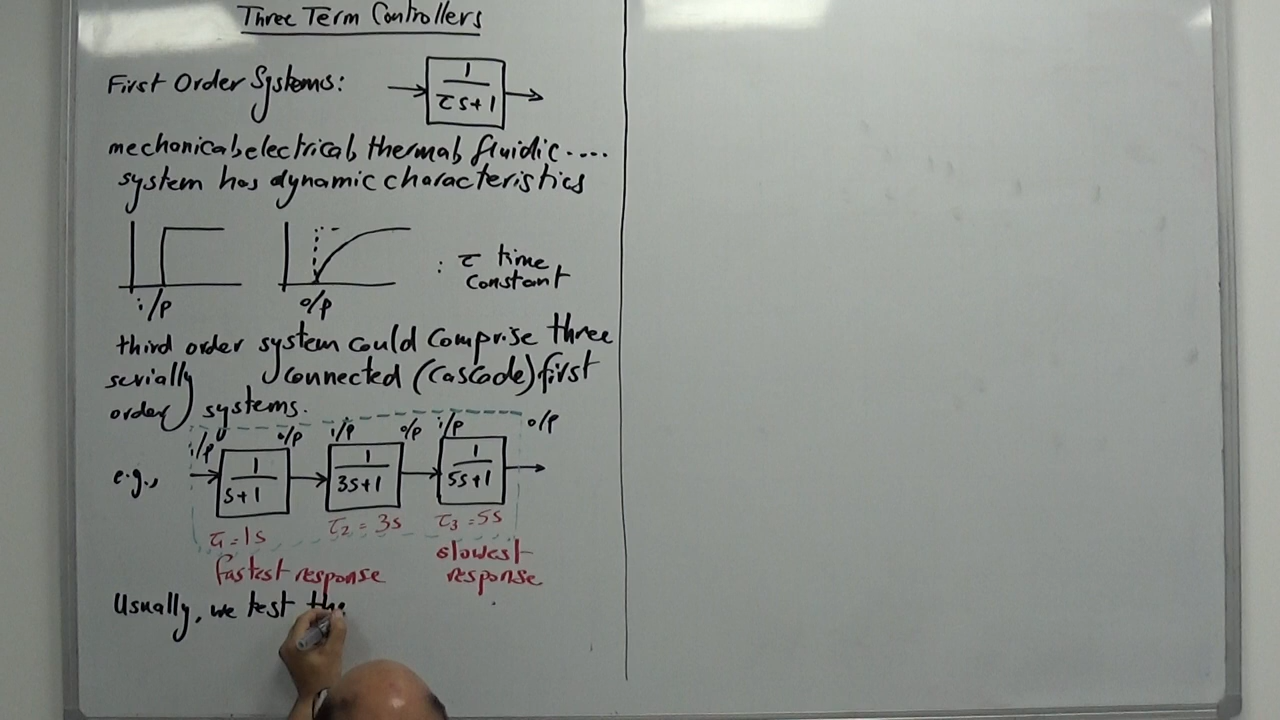 Three Term Controllers
First Order Systems:
1
τs+1
mechanical, electrical, thermal, fluidic.....
system has dynamic characteristics
i/p
o/p
: τ time
constant
third order system could comprise three
serially connected (cascade) first
order systems.
i/p o/p i/p o/p i/p o/p
e.g.,
1
s+1
1
3s+1
1
5s+1
τ1=1s τ2=3s τ3=5s
fastest response
slowest
response
Usually, we test the